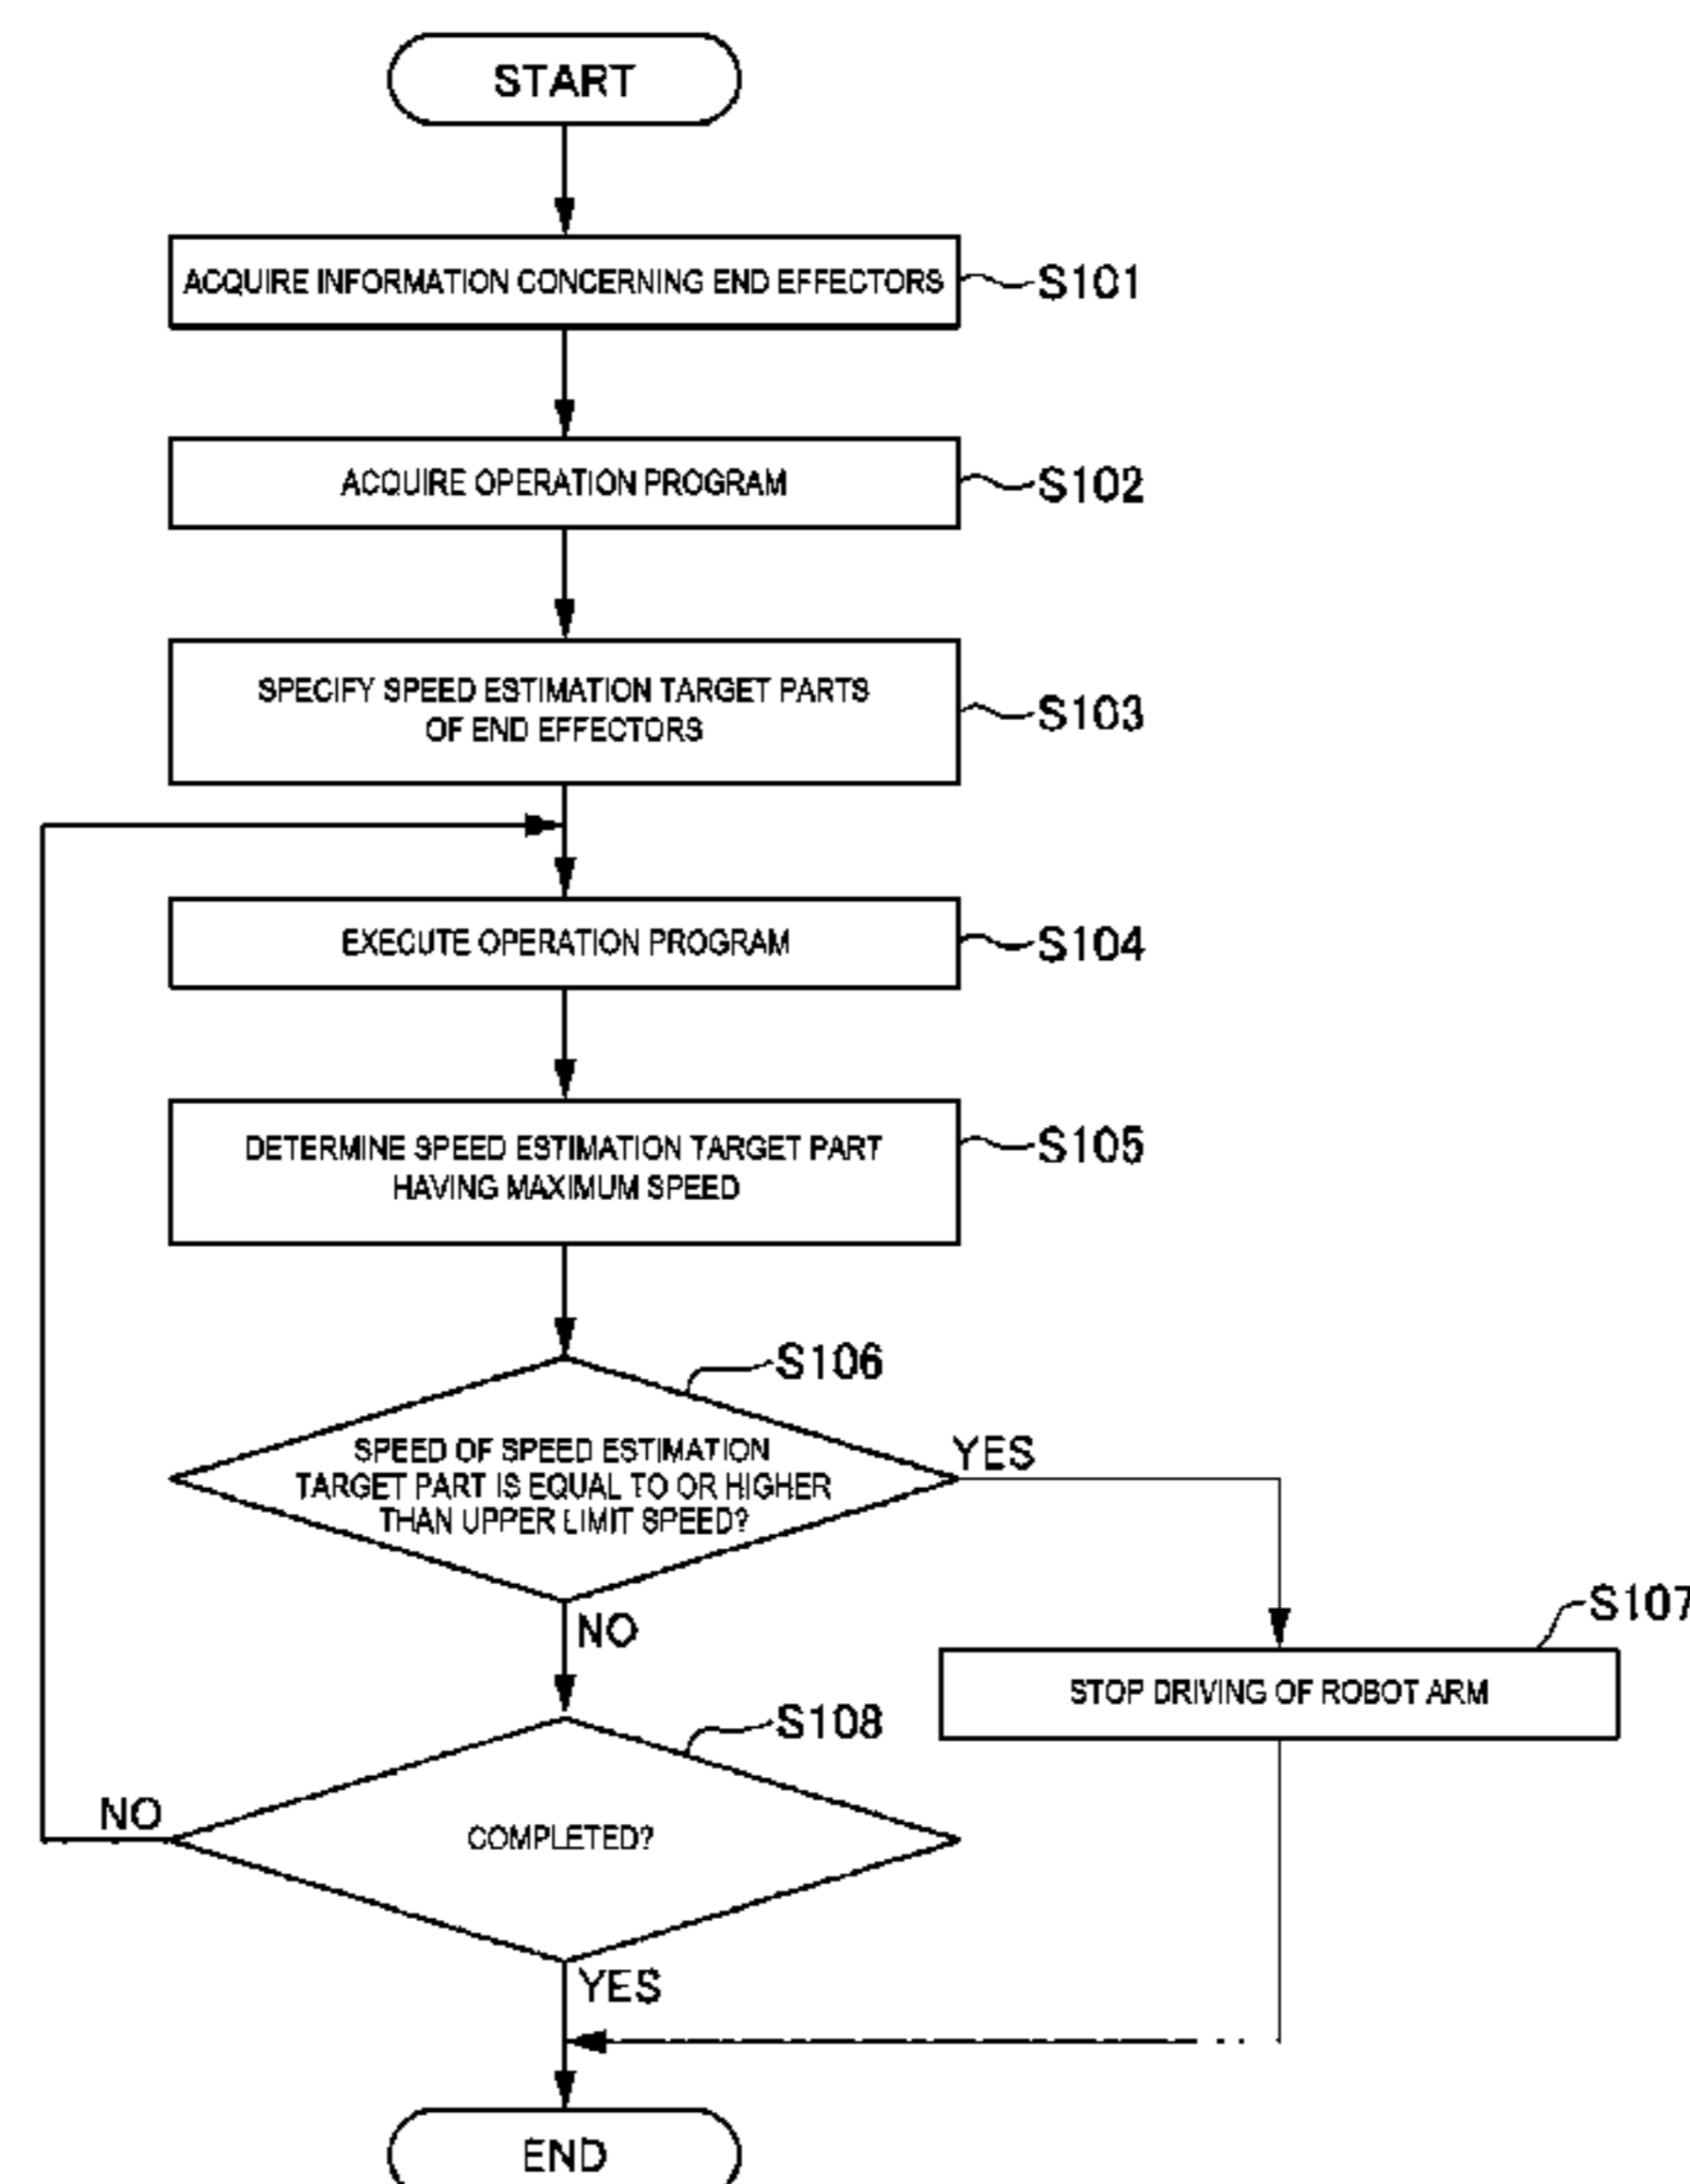 START
ACQUIRE INFORMATION CONCERNING END EFFECTORS
S101
ACQUIRE OPERATION PROGRAM
S102
SPECIFY SPEED ESTIMATION TARGET PARTS
OF END EFFECTORS
S103
EXECUTE OPERATION PROGRAM
S104
DETERMINE SPEED ESTIMATION TARGET PART
HAVING MAXIMUM SPEED
S105
S106
SPEED OF SPEED ESTIMATION
TARGET PART IS EQUAL TO OR HIGHER
THAN UPPER LIMIT SPEED?
YES
NO
S107
STOP DRIVING OF ROBOT ARM
S108
COMPLETED?
NO
YES
END